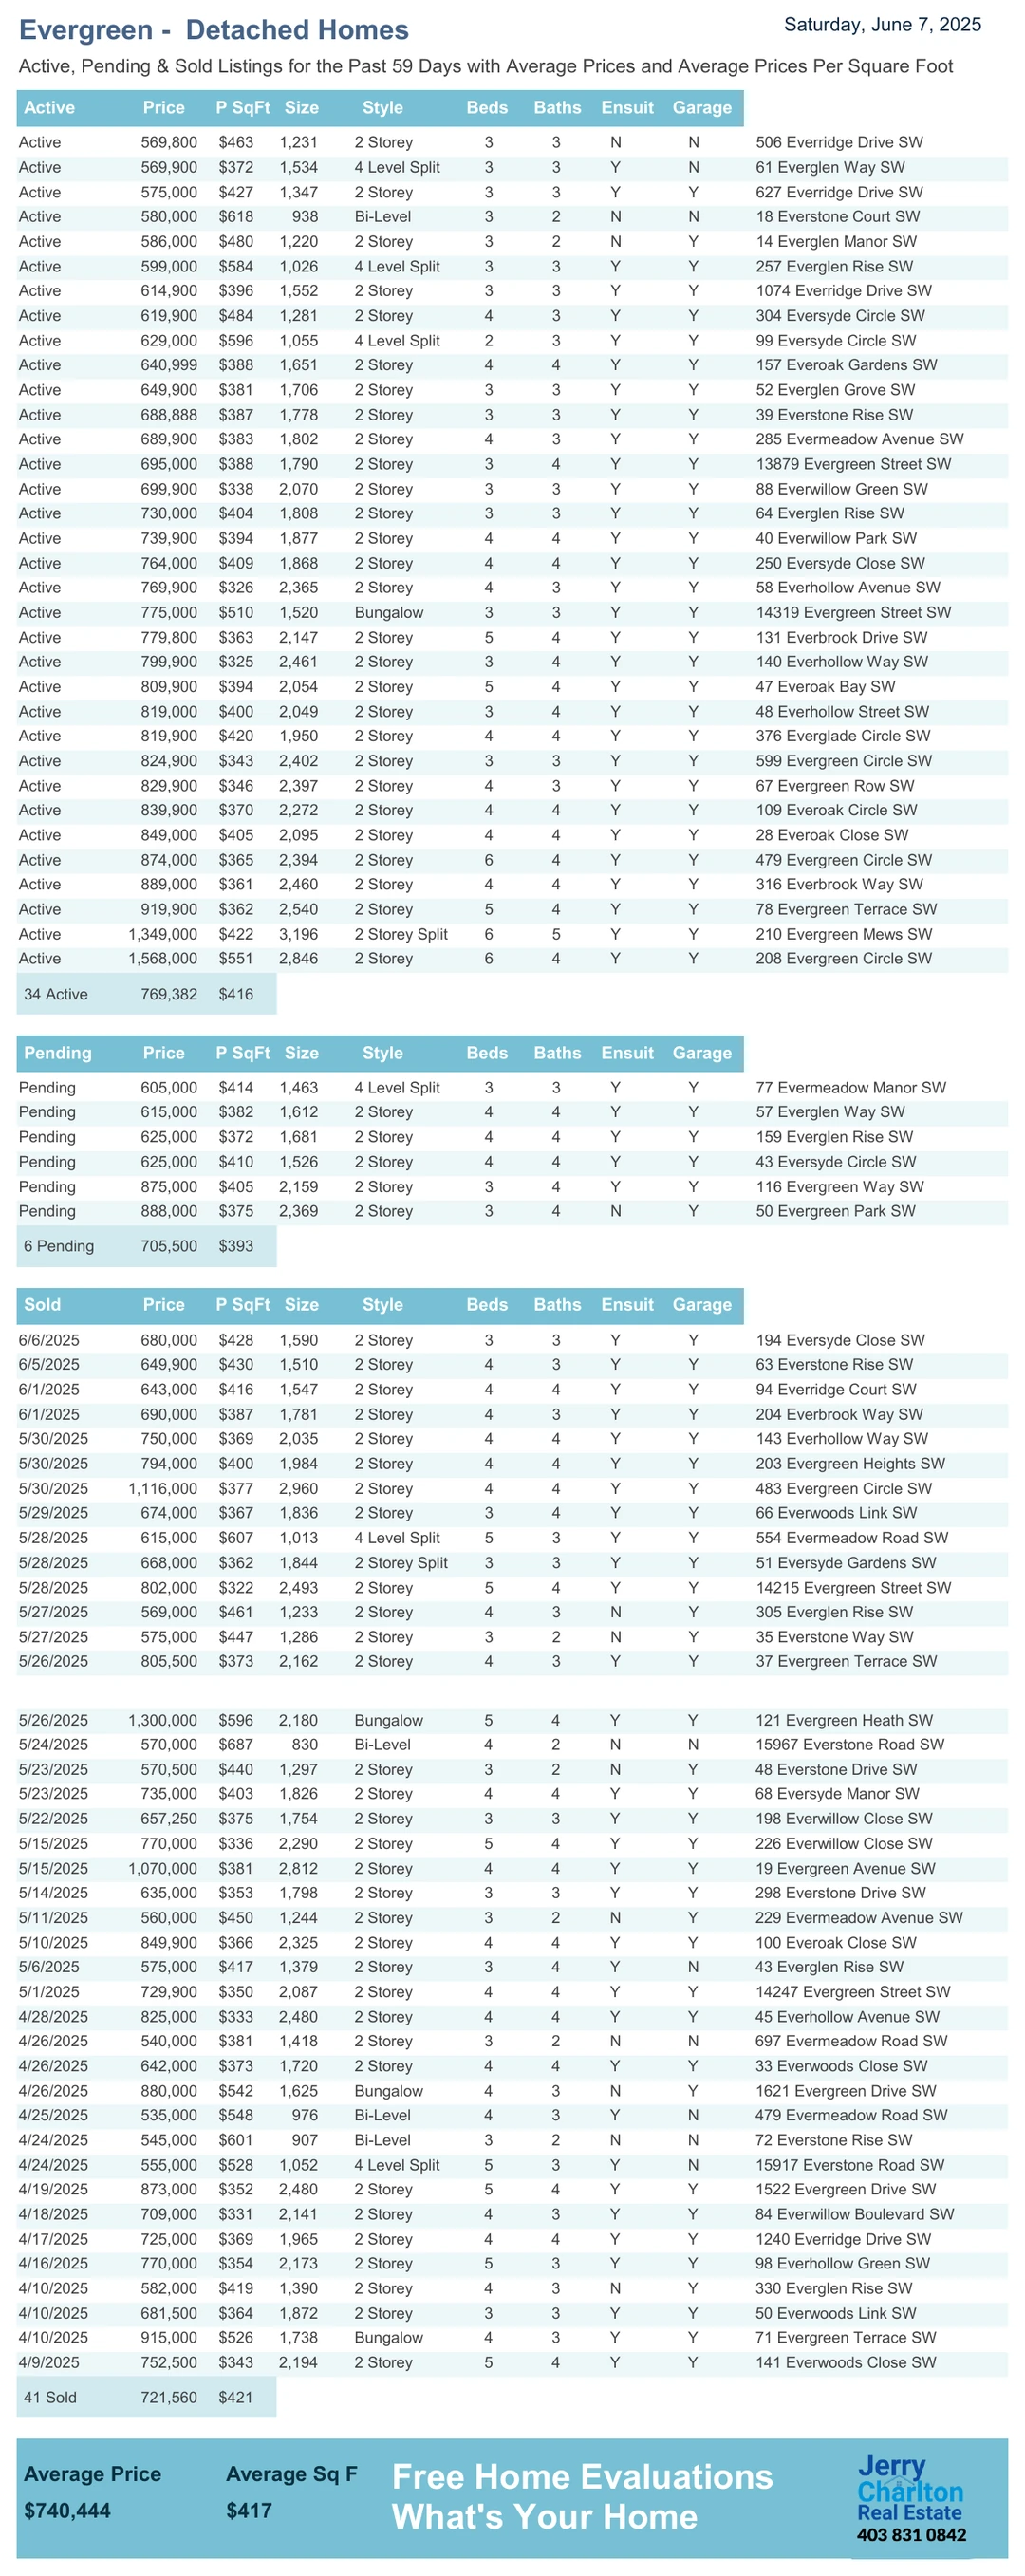 Evergreen - Detached Homes Saturday, June 7, 2025
Active, Pending & Sold Listings for the Past 59 Days with Average Prices and Average Prices Per Square Foot
Active Price P SqFt Size Style Beds Baths Ensuit Garage
Active 569,800 $463 1,231 2 Storey 3 3 N N 506 Everridge Drive SW
Active 569,900 $372 1,534 4 Level Split 3 3 Y N 61 Everglen Way SW
Active 575,000 $427 1,347 2 Storey 3 3 Y Y 627 Everridge Drive SW
Active 580,000 $618 938 Bi-Level 3 2 N N 18 Everstone Court SW
Active 586,000 $480 1,220 2 Storey 3 2 N Y 14 Everglen Manor SW
Active 599,000 $584 1,026 4 Level Split 3 3 Y Y 257 Everglen Rise SW
Active 614,900 $396 1,552 2 Storey 3 3 Y Y 1074 Everridge Drive SW
Active 619,900 $484 1,281 2 Storey 4 3 Y Y 304 Eversyde Circle SW
Active 629,000 $596 1,055 4 Level Split 2 3 Y Y 99 Eversyde Circle SW
Active 640,999 $388 1,651 2 Storey 4 4 Y Y 157 Everoak Gardens SW
Active 649,900 $381 1,706 2 Storey 3 3 Y Y 52 Everglen Grove SW
Active 688,888 $387 1,778 2 Storey 3 3 Y Y 39 Everstone Rise SW
Active 689,900 $383 1,802 2 Storey 4 3 Y Y 285 Evermeadow Avenue SW
Active 695,000 $388 1,790 2 Storey 3 4 Y Y 13879 Evergreen Street SW
Active 699,900 $338 2,070 2 Storey 3 3 Y Y 88 Everwillow Green SW
Active 730,000 $404 1,808 2 Storey 3 3 Y Y 64 Everglen Rise SW
Active 739,900 $394 1,877 2 Storey 4 4 Y Y 40 Everwillow Park SW
Active 764,000 $409 1,868 2 Storey 4 4 Y Y 250 Eversyde Close SW
Active 769,900 $326 2,365 2 Storey 4 3 Y Y 58 Everhollow Avenue SW
Active 775,000 $510 1,520 Bungalow 3 3 Y Y 14319 Evergreen Street SW
Active 779,800 $363 2,147 2 Storey 5 4 Y Y 131 Everbrook Drive SW
Active 799,900 $325 2,461 2 Storey 3 4 Y Y 140 Everhollow Way SW
Active 809,900 $394 2,054 2 Storey 5 4 Y Y 47 Everoak Bay SW
Active 819,000 $400 2,049 2 Storey 3 4 Y Y 48 Everhollow Street SW
Active 819,900 $420 1,950 2 Storey 4 4 Y Y 376 Everglade Circle SW
Active 824,900 $343 2,402 2 Storey 3 3 Y Y 599 Evergreen Circle SW
Active 829,900 $346 2,397 2 Storey 4 3 Y Y 67 Evergreen Row SW
Active 839,900 $370 2,272 2 Storey 4 4 Y Y 109 Everoak Circle SW
Active 849,000 $405 2,095 2 Storey 4 4 Y Y 28 Everoak Close SW
Active 874,000 $365 2,394 2 Storey 6 4 Y Y 479 Evergreen Circle SW
Active 889,000 $361 2,460 2 Storey 4 4 Y Y 316 Everbrook Way SW
Active 919,900 $362 2,540 2 Storey 5 4 Y Y 78 Evergreen Terrace SW
Active 1,349,000 $422 3,196 2 Storey Split 6 5 Y Y 210 Evergreen Mews SW
Active 1,568,000 $551 2,846 2 Storey 6 4 Y Y 208 Evergreen Circle SW
34 Active 769,382 $416
Pending Price P SqFt Size Style Beds Baths Ensuit Garage
Pending 605,000 $414 1,463 4 Level Split 3 3 Y Y 77 Evermeadow Manor SW
Pending 615,000 $382 1,612 2 Storey 4 4 Y Y 57 Everglen Way SW
Pending 625,000 $372 1,681 2 Storey 4 4 Y Y 159 Everglen Rise SW
Pending 625,000 $410 1,526 2 Storey 4 4 Y Y 43 Eversyde Circle SW
Pending 875,000 $405 2,159 2 Storey 3 4 Y Y 116 Evergreen Way SW
Pending 888,000 $375 2,369 2 Storey 3 4 N Y 50 Evergreen Park SW
6 Pending 705,500 $393
Sold Price P SqFt Size Style Beds Baths Ensuit Garage
6/6/2025 680,000 $428 1,590 2 Storey 3 3 Y Y 194 Eversyde Close SW
6/5/2025 649,900 $430 1,510 2 Storey 4 3 Y Y 63 Everstone Rise SW
6/1/2025 643,000 $416 1,547 2 Storey 4 4 Y Y 94 Everridge Court SW
6/1/2025 690,000 $387 1,781 2 Storey 4 3 Y Y 204 Everbrook Way SW
5/30/2025 750,000 $369 2,035 2 Storey 4 4 Y Y 143 Everhollow Way SW
5/30/2025 794,000 $400 1,984 2 Storey 4 4 Y Y 203 Evergreen Heights SW
5/30/2025 1,116,000 $377 2,960 2 Storey 4 4 Y Y 483 Evergreen Circle SW
5/29/2025 674,000 $367 1,836 2 Storey 3 4 Y Y 66 Everwoods Link SW
5/28/2025 615,000 $607 1,013 4 Level Split 5 3 Y Y 554 Evermeadow Road SW
5/28/2025 668,000 $362 1,844 2 Storey Split 3 3 Y Y 51 Eversyde Gardens SW
5/28/2025 802,000 $322 2,493 2 Storey 5 4 Y Y 14215 Evergreen Street SW
5/27/2025 569,000 $461 1,233 2 Storey 4 3 N Y 305 Everglen Rise SW
5/27/2025 575,000 $447 1,286 2 Storey 3 2 N Y 35 Everstone Way SW
5/26/2025 805,500 $373 2,162 2 Storey 4 3 Y Y 37 Evergreen Terrace SW
5/26/2025 1,300,000 $596 2,180 Bungalow 5 4 Y Y 121 Evergreen Heath SW
5/24/2025 570,000 $687 830 Bi-Level 4 2 N N 15967 Everstone Road SW
5/23/2025 570,500 $440 1,297 2 Storey 3 2 N Y 48 Everstone Drive SW
5/23/2025 735,000 $403 1,826 2 Storey 4 4 Y Y 68 Eversyde Manor SW
5/22/2025 657,250 $375 1,754 2 Storey 3 3 Y Y 198 Everwillow Close SW
5/15/2025 770,000 $336 2,290 2 Storey 5 4 Y Y 226 Everwillow Close SW
5/15/2025 1,070,000 $381 2,812 2 Storey 4 4 Y Y 19 Evergreen Avenue SW
5/14/2025 635,000 $353 1,798 2 Storey 3 3 Y Y 298 Everstone Drive SW
5/11/2025 560,000 $450 1,244 2 Storey 3 2 N Y 229 Evermeadow Avenue SW
5/10/2025 849,900 $366 2,325 2 Storey 4 4 Y Y 100 Everoak Close SW
5/6/2025 575,000 $417 1,379 2 Storey 3 4 Y N 43 Everglen Rise SW
5/1/2025 729,900 $350 2,087 2 Storey 4 4 Y Y 14247 Evergreen Street SW
4/28/2025 825,000 $333 2,480 2 Storey 4 4 Y Y 45 Everhollow Avenue SW
4/26/2025 540,000 $381 1,418 2 Storey 3 2 N N 697 Evermeadow Road SW
4/26/2025 642,000 $373 1,720 2 Storey 4 4 Y Y 33 Everwoods Close SW
4/26/2025 880,000 $542 1,625 Bungalow 4 3 N Y 1621 Evergreen Drive SW
4/25/2025 535,000 $548 976 Bi-Level 4 3 Y N 479 Evermeadow Road SW
4/24/2025 545,000 $601 907 Bi-Level 3 2 N N 72 Everstone Rise SW
4/24/2025 555,000 $528 1,052 4 Level Split 5 3 Y N 15917 Everstone Road SW
4/19/2025 873,000 $352 2,480 2 Storey 5 4 Y Y 1522 Evergreen Drive SW
4/18/2025 709,000 $331 2,141 2 Storey 4 3 Y Y 84 Everwillow Boulevard SW
4/17/2025 725,000 $369 1,965 2 Storey 4 4 Y Y 1240 Everridge Drive SW
4/16/2025 770,000 $354 2,173 2 Storey 5 3 Y Y 98 Everhollow Green SW
4/10/2025 582,000 $419 1,390 2 Storey 4 3 N Y 330 Everglen Rise SW
4/10/2025 681,500 $364 1,872 2 Storey 3 3 Y Y 50 Everwoods Link SW
4/10/2025 915,000 $526 1,738 Bungalow 4 3 Y Y 71 Evergreen Terrace SW
4/9/2025 752,500 $343 2,194 2 Storey 5 4 Y Y 141 Everwoods Close SW
41 Sold 721,560 $421
Average Price Average Sq F
$740,444 $417
Free Home Evaluations
What's Your Home
Jerry
Charlton
Real Estate
403 831 0842